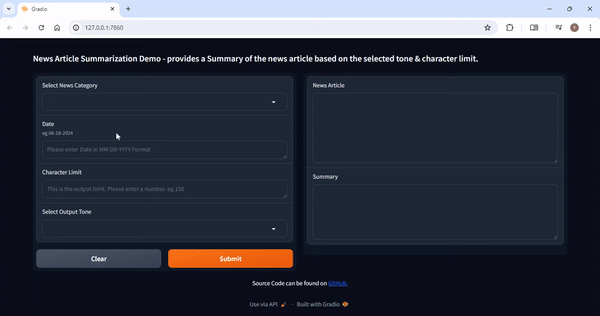 Gradio
127.0.0.1:7860
News Article Summarization Demo - provides a Summary of the news article based on the selected tone & character limit.
Select News Category
Date
eg.06-18-2024
Please enter Date in MM-DD-YYYY Format
Character Limit
This is the output limit. Please enter a number. eg.100
Select Output Tone
Clear
Submit
News Article
Summary
Source Code can be found on GitHub.
Use via API · Built with Gradio